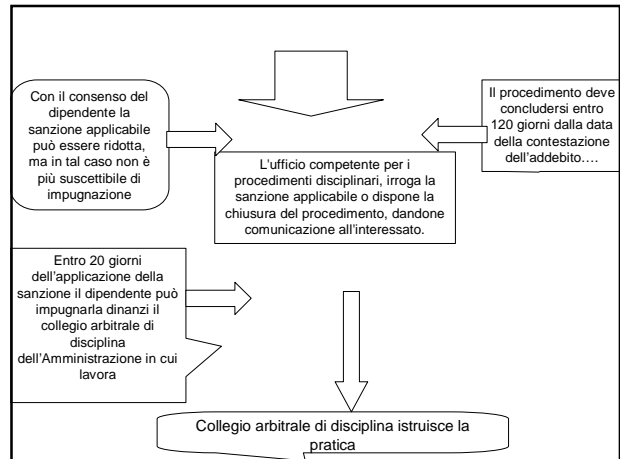 Con il consenso del
dipendente la
sanzione applicabile
può essere ridotta,
ma in tal caso non è
più suscettibile di
impugnazione
Il procedimento deve
concludersi entro
120 giorni dalla data
della contestazione
dell'addebito….
L'ufficio competente per i
procedimenti disciplinari, irroga la
sanzione applicabile o dispone la
chiusura del procedimento, dandone
comunicazione all'interessato.
Entro 20 giorni
dell'applicazione della
sanzione il dipendente può
impugnarla dinanzi il
collegio arbitrale di
disciplina
dell'Amministrazione in cui
lavora
Collegio arbitrale di disciplina istruisce la
pratica